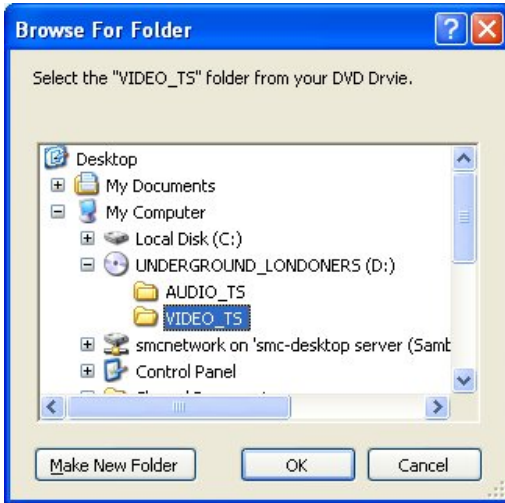 Browse For Folder
Select the "VIDEO_TS" folder from your DVD Drvie.
Desktop
My Documents
My Computer
Local Disk (C:)
UNDERGROUND_LONDONERS (D:)
AUDIO_TS
VIDEO_TS
smcnetwork on 'smc-desktop server (Samb
Control Panel
Make New Folder
OK
Cancel